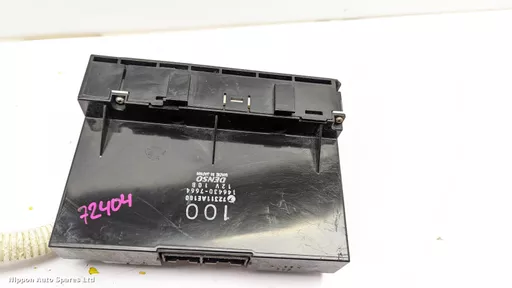 72404
100
72311AE100
146430-7664
12V 10B
DENSO
MADE IN JAPAN
Nippon Auto Spares Ltd